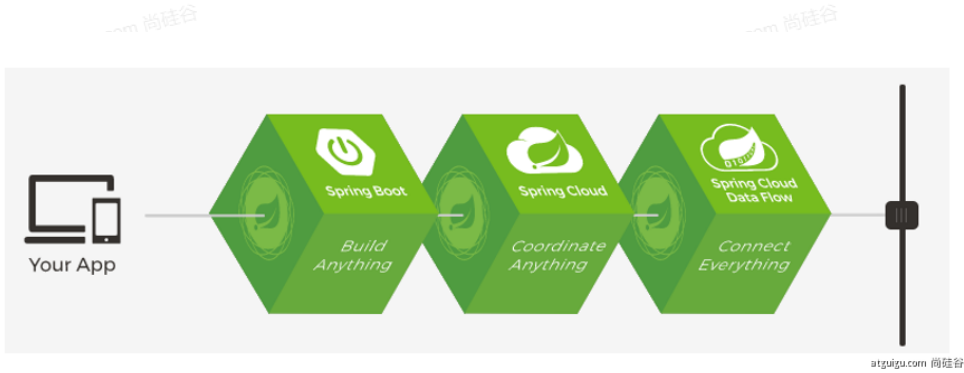 com 尚硅谷
com 尚硅谷
Your App
Spring Boot
Build
Anything
Spring Cloud
Coordinate
Anything
Spring Cloud
Data Flow
Connect
Everything
atguigu.com 尚硅谷